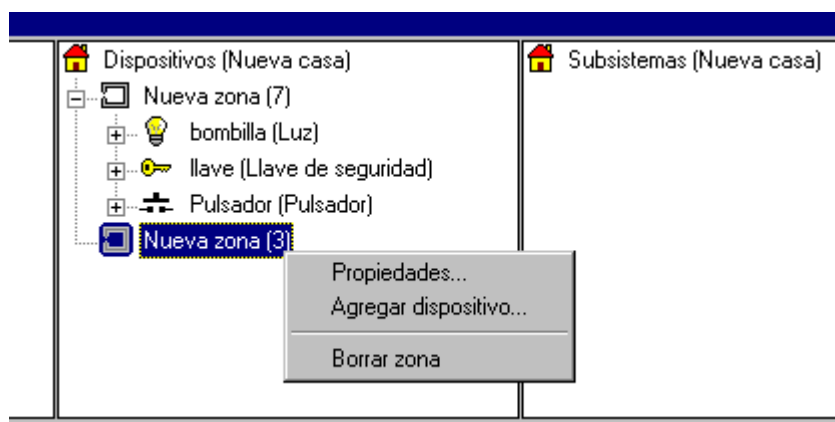 Dispositivos (Nueva casa)
Nueva zona (7)
bombilla (Luz)
llave (Llave de seguridad)
Pulsador (Pulsador)
Nueva zona (3)
Propiedades...
Agregar dispositivo...
Borrar zona
Subsistemas (Nueva casa)